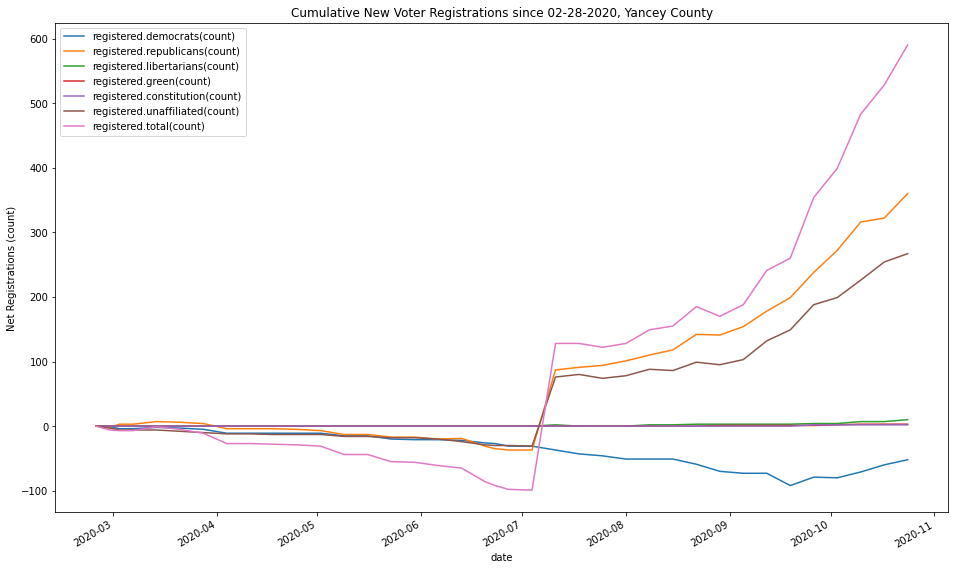 Cumulative New Voter Registrations since 02-28-2020, Yancey County
registered.democrats(count)
registered.republicans(count)
registered.libertarians(count)
registered.green(count)
registered.constitution(count)
registered.unaffiliated(count)
registered.total(count)
600
500
400
300
200
100
0
−100
Net Registrations (count)
2020-03
2020-04
2020-05
2020-06
2020-07
2020-08
2020-09
2020-10
2020-11
date